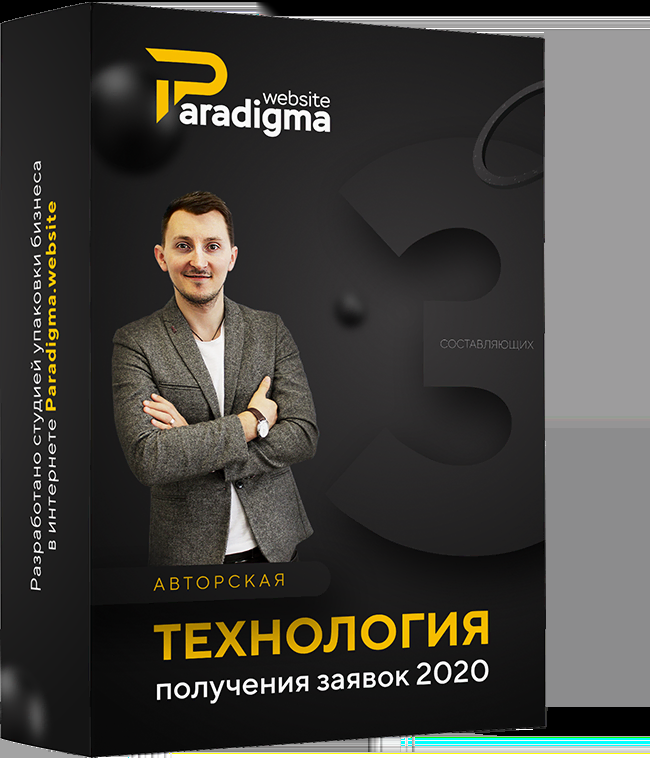 website
Paradigma
3
СОСТАВЛЯЮЩИХ
АВТОРСКАЯ
ТЕХНОЛОГИЯ
получения заявок 2020
Разработано студией упаковки бизнеса
в интернете Paradigma.website